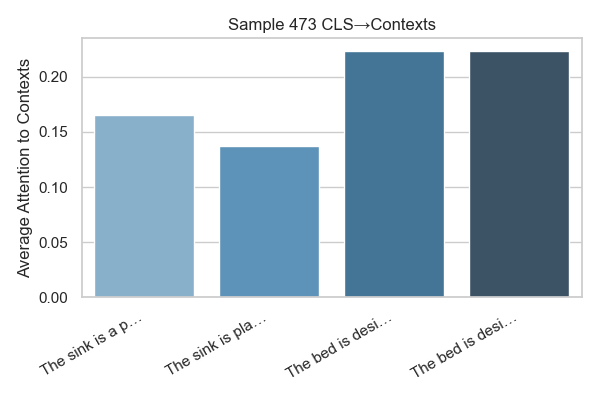 Sample 473 CLS→Contexts
Average Attention to Contexts
0.20
0.15
0.10
0.05
0.00
The sink is a p…
The sink is pla…
The bed is desi…
The bed is desi…